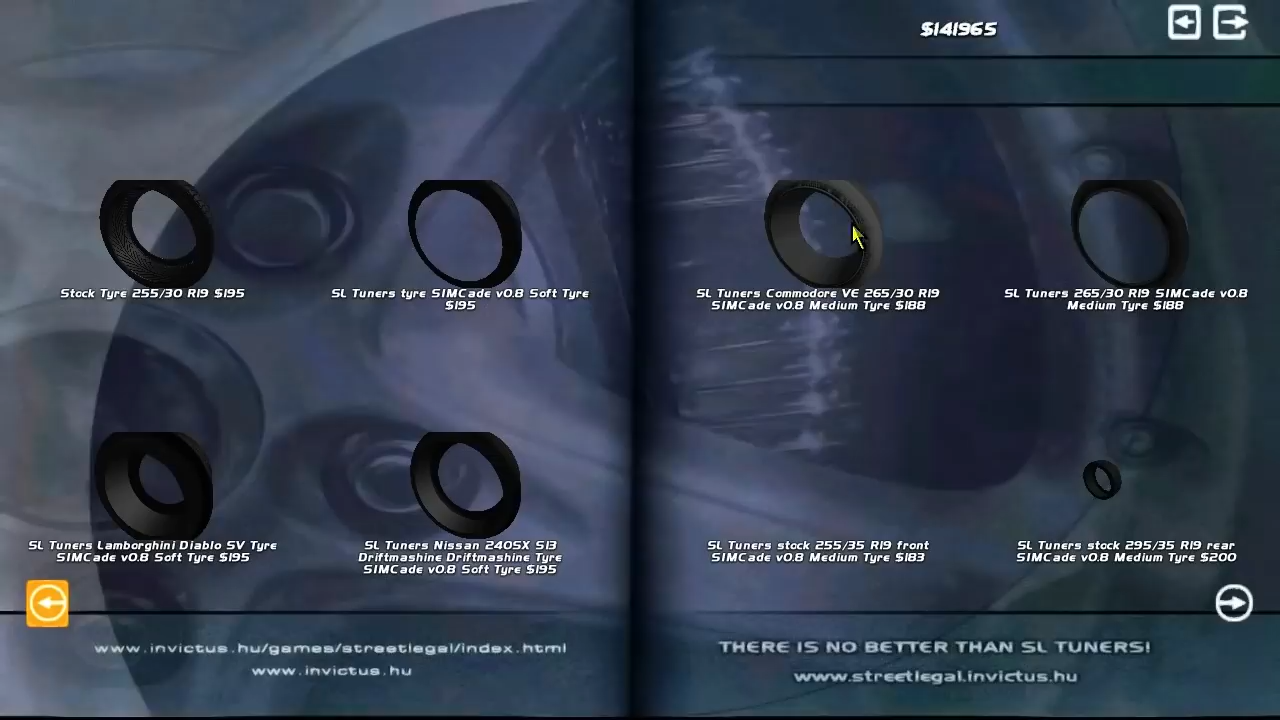 $141965
Stock Tyre 255/30 R19 $195
SL Tuners tyre SIMCade v0.8 Soft Tyre
$195
SL Tuners Commodore VE 265/30 R19
SIMCade v0.8 Medium Tyre $188
SL Tuners 265/30 R19 SIMCade v0.8
Medium Tyre $188
SL Tuners Lamborghini Diablo SV Tyre
SIMCade v0.8 Soft Tyre $195
SL Tuners Nissan 240SX S13
Driftmashine Driftmashine Tyre
SIMCade v0.8 Soft Tyre $195
SL Tuners stock 255/35 R19 front
SIMCade v0.8 Medium Tyre $183
SL Tuners stock 295/35 R19 rear
SIMCade v0.8 Medium Tyre $200
www.invictus.hu/games/streetlegal/index.html
www.invictus.hu
THERE IS NO BETTER THAN SL TUNERS!
www.streetlegal.invictus.hu